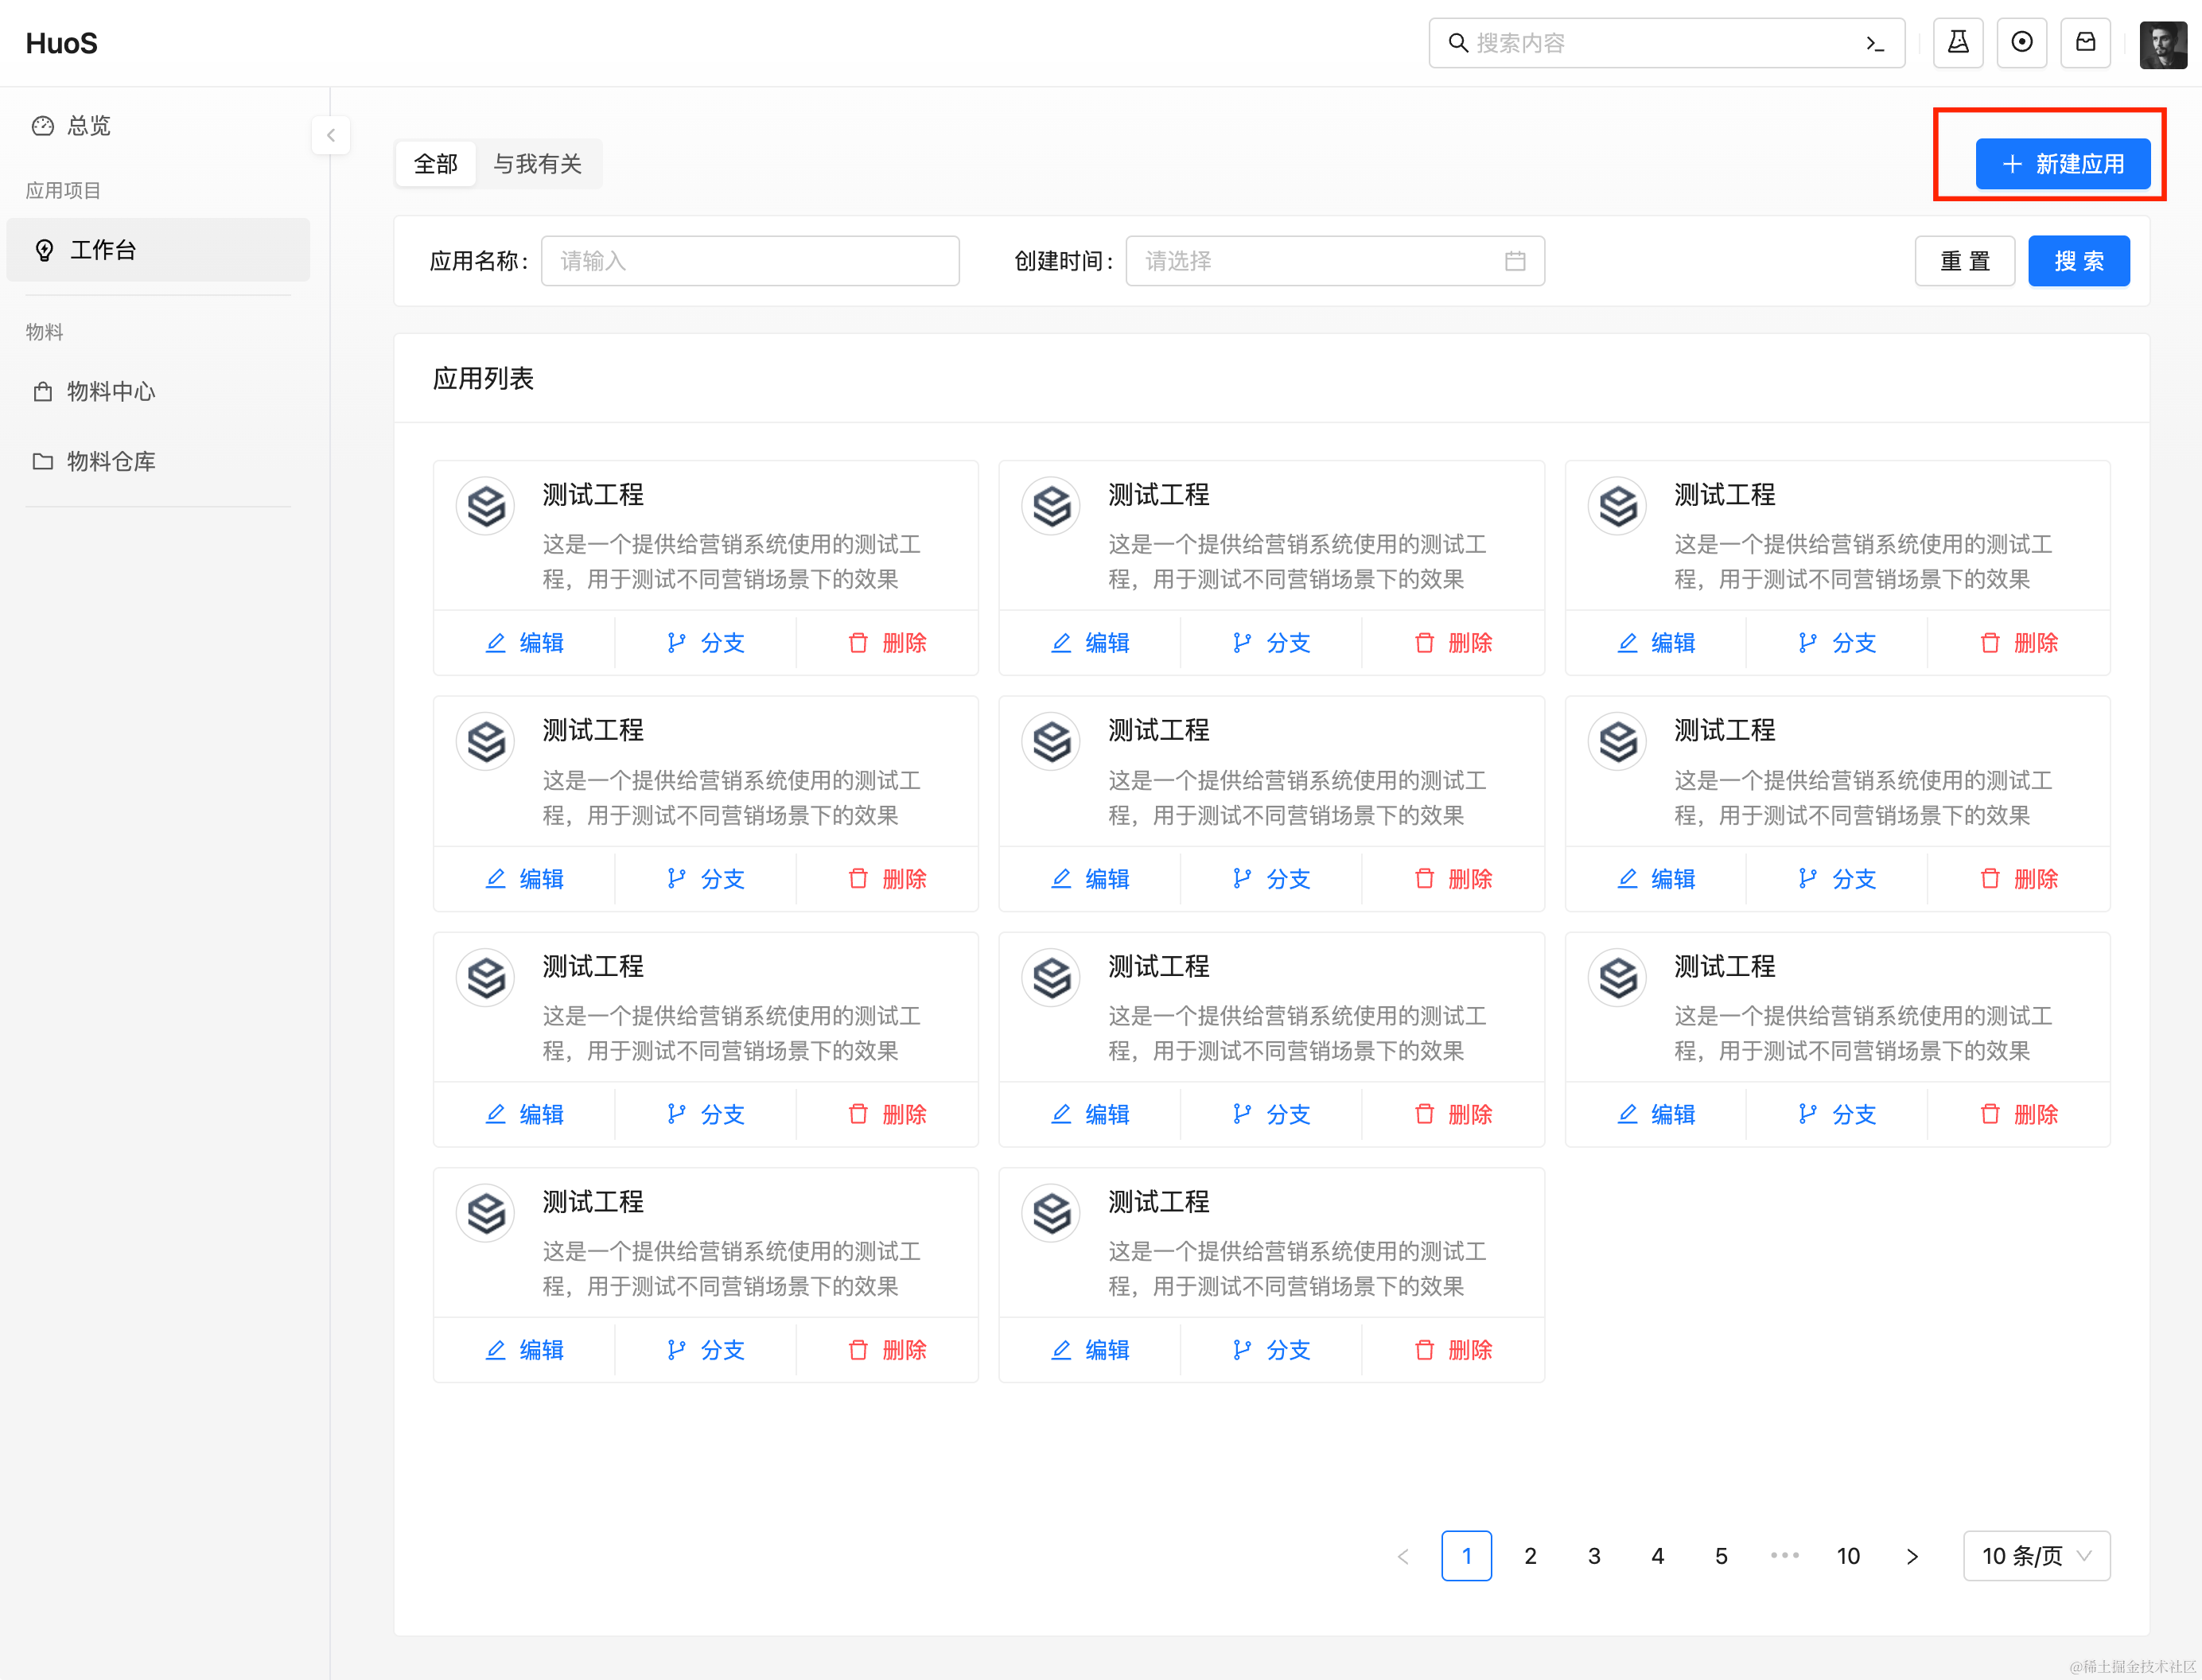 HuoS
搜索内容
总览
应用项目
工作台
物料
物料中心
物料仓库
全部 与我有关
新建应用
应用名称: 请输入 创建时间: 请选择 重置 搜索
应用列表
测试工程 测试工程 测试工程
这是一个提供给营销系统使用的测试工 这是一个提供给营销系统使用的测试工 这是一个提供给营销系统使用的测试工
程，用于测试不同营销场景下的效果 程，用于测试不同营销场景下的效果 程，用于测试不同营销场景下的效果
编辑 分支 删除 编辑 分支 删除 编辑 分支 删除
测试工程 测试工程 测试工程
这是一个提供给营销系统使用的测试工 这是一个提供给营销系统使用的测试工 这是一个提供给营销系统使用的测试工
程，用于测试不同营销场景下的效果 程，用于测试不同营销场景下的效果 程，用于测试不同营销场景下的效果
编辑 分支 删除 编辑 分支 删除 编辑 分支 删除
测试工程 测试工程 测试工程
这是一个提供给营销系统使用的测试工 这是一个提供给营销系统使用的测试工 这是一个提供给营销系统使用的测试工
程，用于测试不同营销场景下的效果 程，用于测试不同营销场景下的效果 程，用于测试不同营销场景下的效果
编辑 分支 删除 编辑 分支 删除 编辑 分支 删除
测试工程 测试工程
这是一个提供给营销系统使用的测试工 这是一个提供给营销系统使用的测试工
程，用于测试不同营销场景下的效果 程，用于测试不同营销场景下的效果
编辑 分支 删除 编辑 分支 删除
1 2 3 4 5 ••• 10 10 条/页
@稀土掘金技术社区